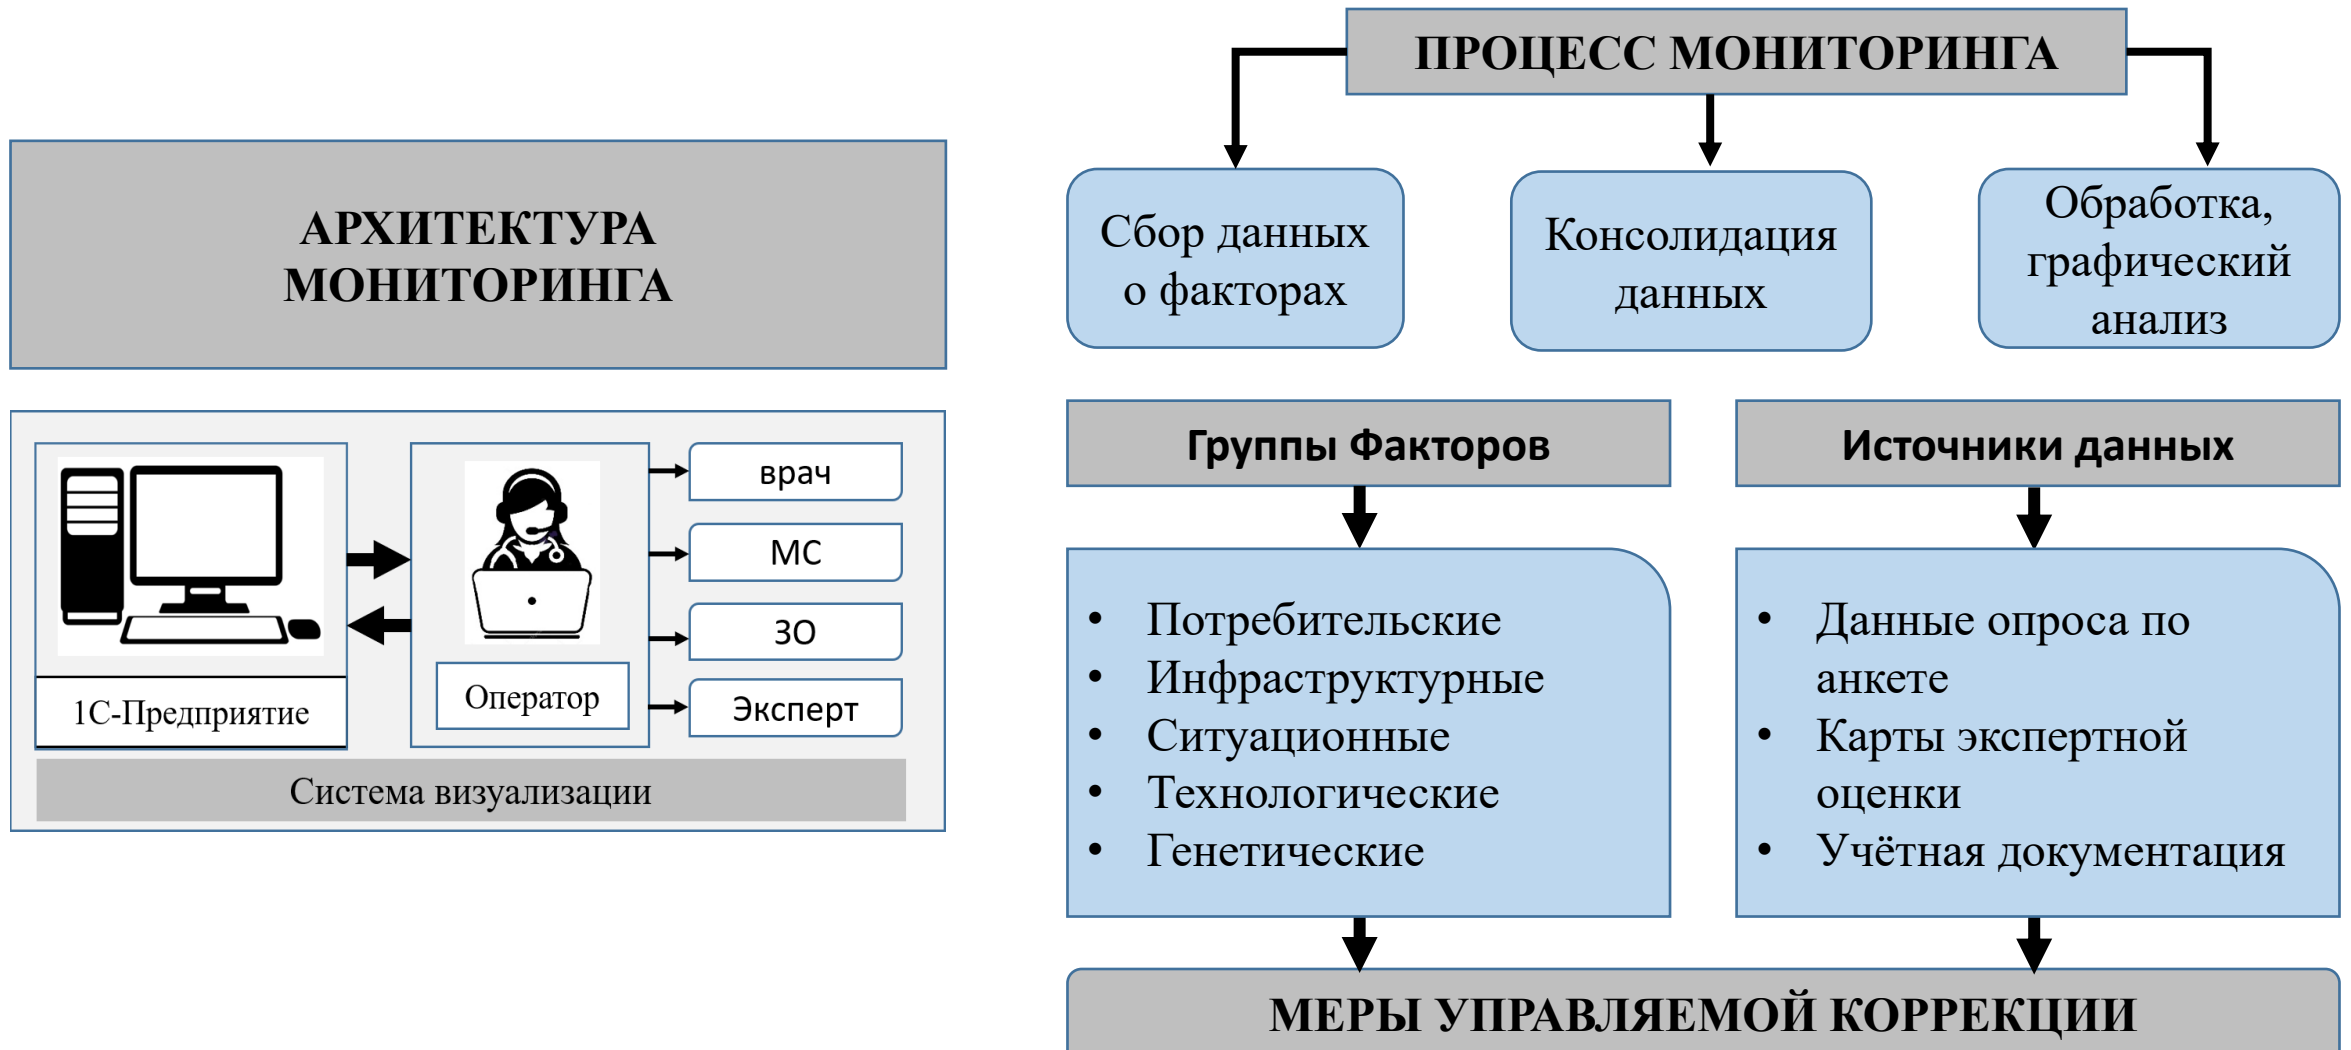 АРХИТЕКТУРА
МОНИТОРИНГА
1С-Предприятие
Оператор
врач
МС
ЗО
Эксперт
Система визуализации
ПРОЦЕСС МОНИТОРИНГА
Сбор данных
о факторах
Консолидация
данных
Обработка,
графический
анализ
Группы Факторов
• Потребительские
• Инфраструктурные
• Ситуационные
• Технологические
• Генетические
Источники данных
• Данные опроса по
анкете
• Карты экспертной
оценки
• Учётная документация
МЕРЫ УПРАВЛЯЕМОЙ КОРРЕКЦИИ